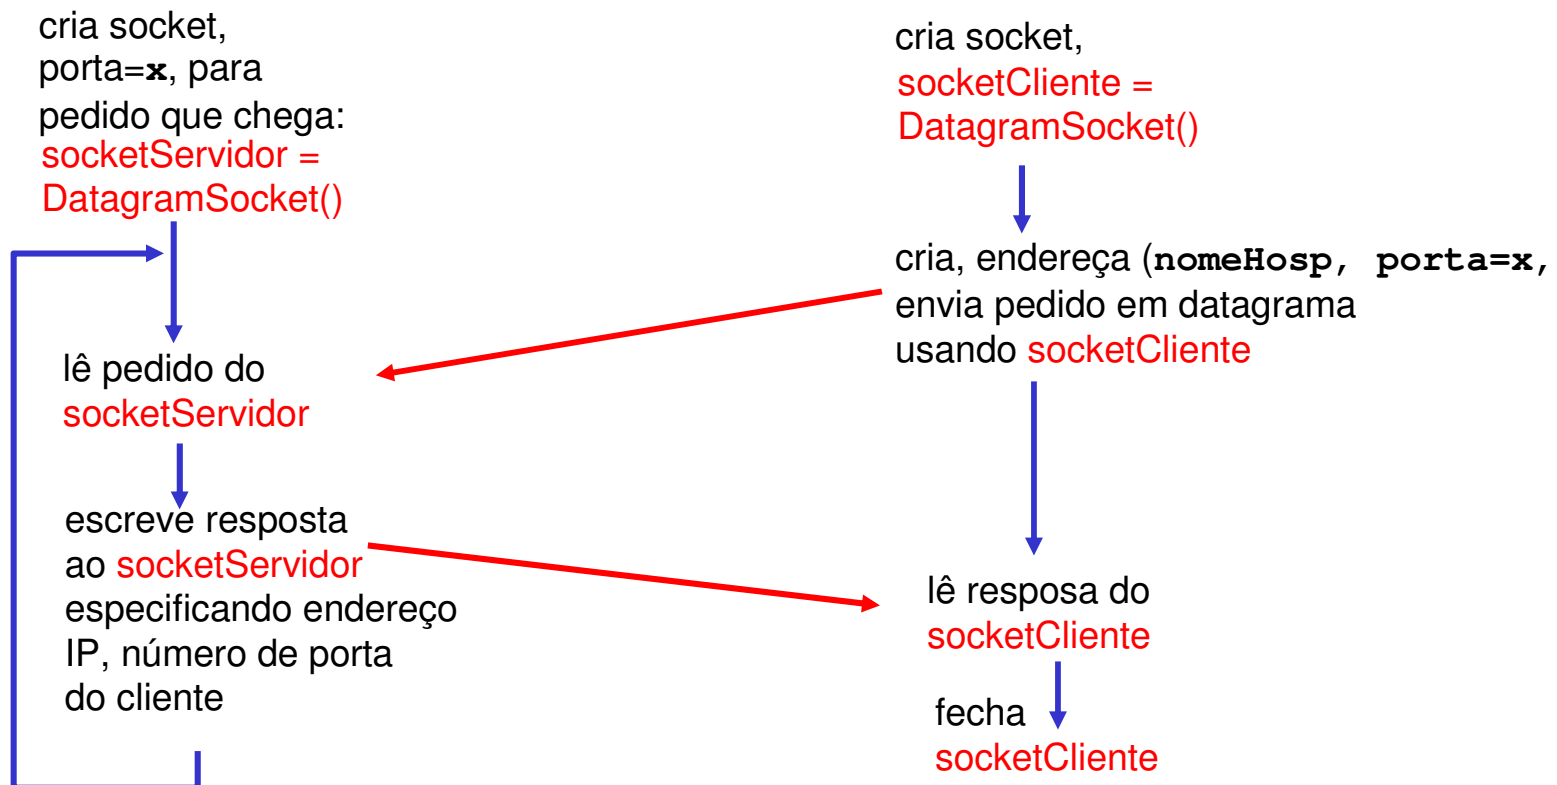 cria socket,
porta=x, para
pedido que chega:
socketServidor =
DatagramSocket()
lê pedido do
socketServidor
escreve resposta
ao socketServidor
especificando endereço
IP, número de porta
do cliente
cria socket,
socketCliente =
DatagramSocket()
cria, endereça (nomeHosp, porta=x,
envia pedido em datagrama
usando socketCliente
lê resposa do
socketCliente
fecha
socketCliente